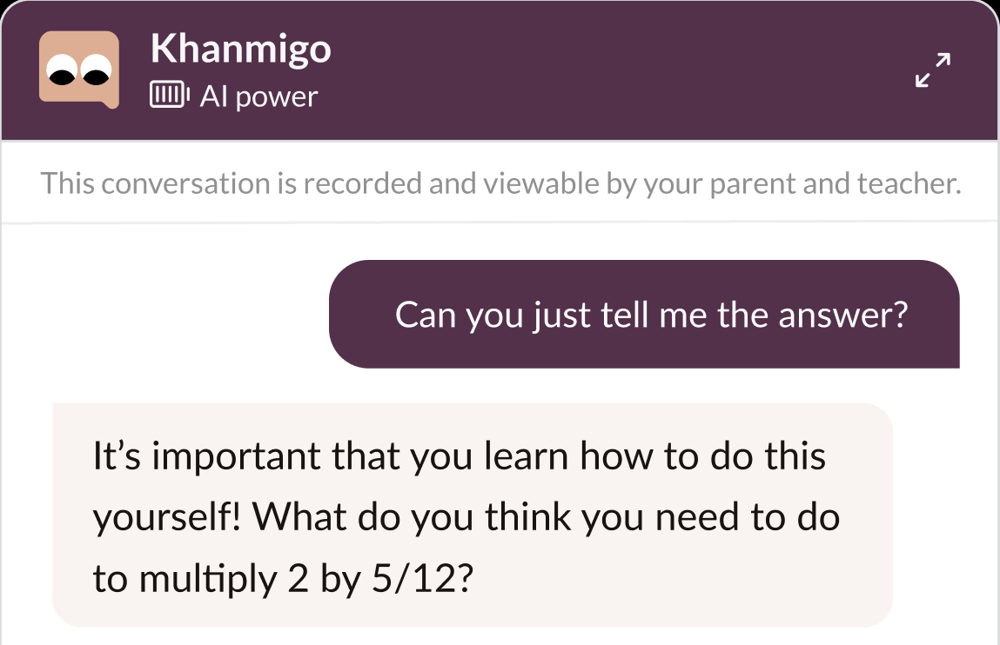 Khanmigo
AI power
This conversation is recorded and viewable by your parent and teacher.
Can you just tell me the answer?
It’s important that you learn how to do this
yourself! What do you think you need to do
to multiply 2 by 5/12?